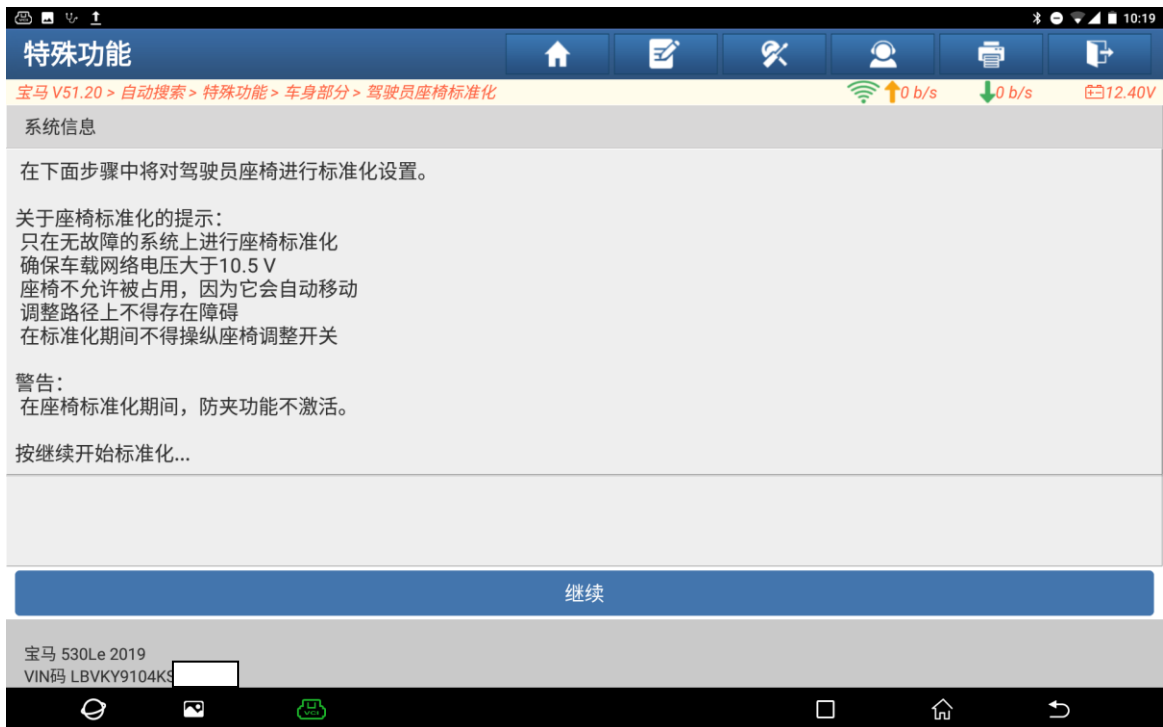 10:19
特殊功能
宝马 V51.20 > 自动搜索 > 特殊功能 > 车身部分 > 驾驶员座椅标准化
0 b/s
0 b/s
12.40V
系统信息
在下面步骤中将对驾驶员座椅进行标准化设置。
关于座椅标准化的提示：
只在无故障的系统上进行座椅标准化
确保车载网络电压大于10.5 V
座椅不允许被占用，因为它会自动移动
调整路径上不得存在障碍
在标准化期间不得操纵座椅调整开关
警告：
在座椅标准化期间，防夹功能不激活。
按继续开始标准化...
继续
宝马 530Le 2019
VIN码 LBVKY9104KS
VCI